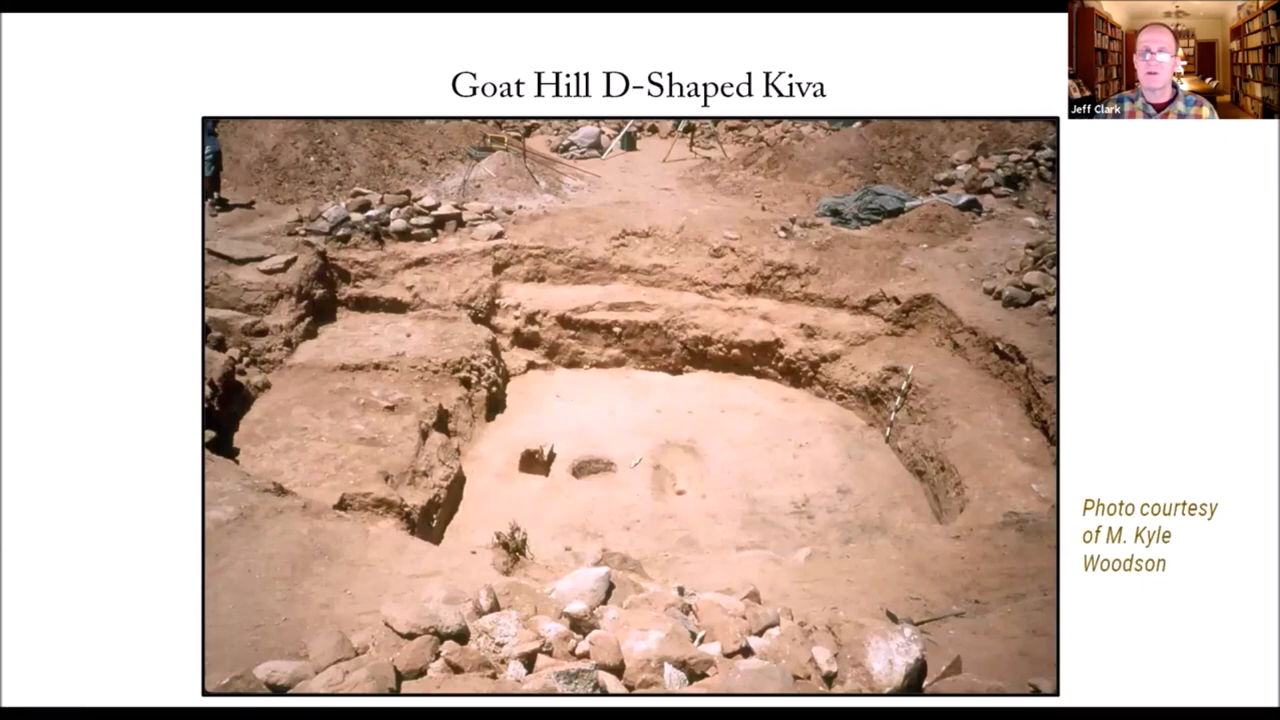 Goat Hill D-Shaped Kiva
Jeff Clark
Photo courtesy
of M. Kyle
Woodson